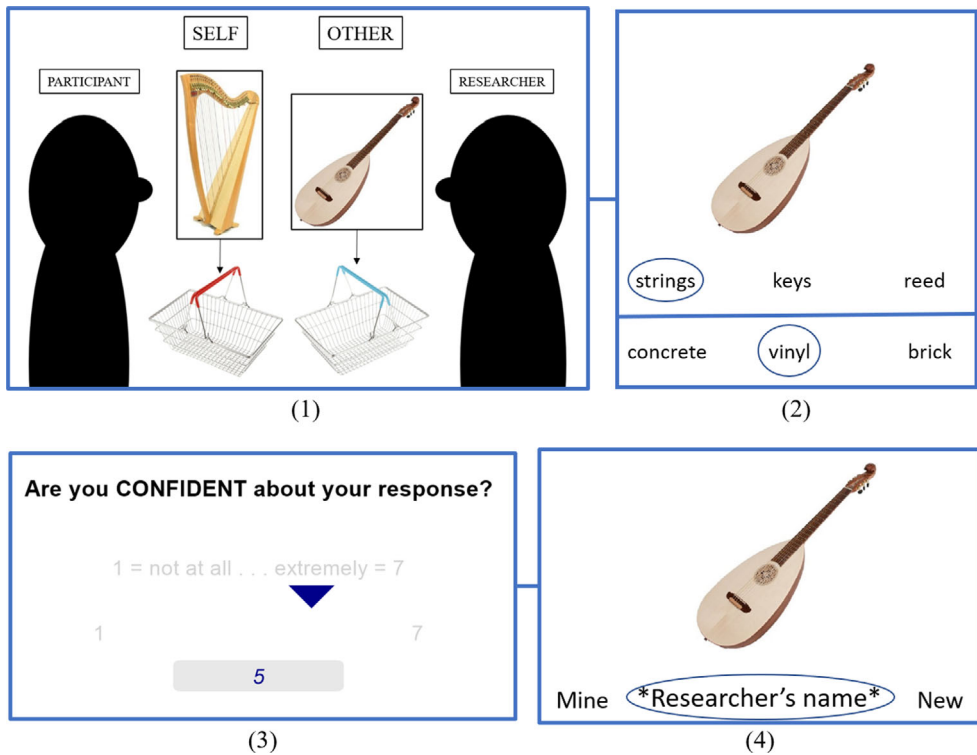 SELF
OTHER
PARTICIPANT
RESEARCHER
(1)
strings keys reed
concrete vinyl brick
(2)
Are you CONFIDENT about your response?
1 = not at all . . . extremely = 7
1 7
5
(3)
Mine *Researcher's name* New
(4)